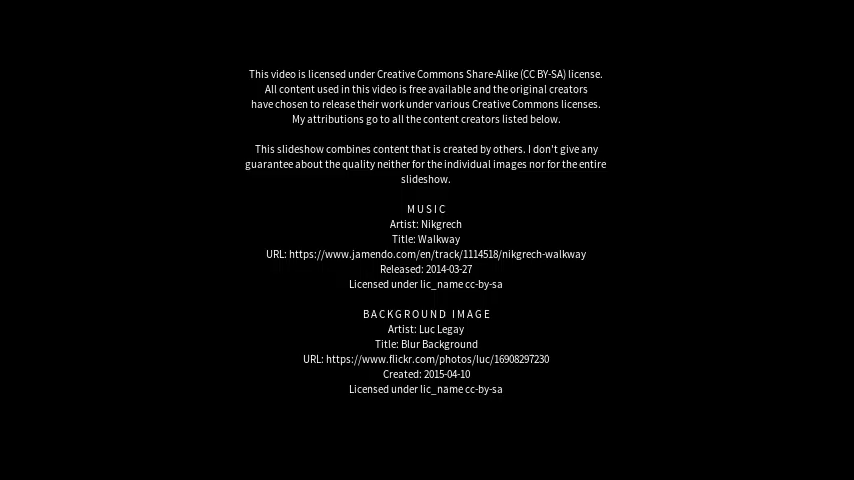 This video is licensed under Creative Commons Share-Alike (CC BY-SA) license.
All content used in this video is free available and the original creators
have chosen to release their work under various Creative Commons licenses.
My attributions go to all the content creators listed below.
This slideshow combines content that is created by others. I don't give any
guarantee about the quality neither for the individual images nor for the entire
slideshow.
MUSIC
Artist: Nikgrech
Title: Walkway
URL: https://www.jamendo.com/en/track/1114518/nikgrech-walkway
Released: 2014-03-27
Licensed under lic_name cc-by-sa
BACKGROUND IMAGE
Artist: Luc Legay
Title: Blur Background
URL: https://www.flickr.com/photos/luc/16908297230
Created: 2015-04-10
Licensed under lic_name cc-by-sa